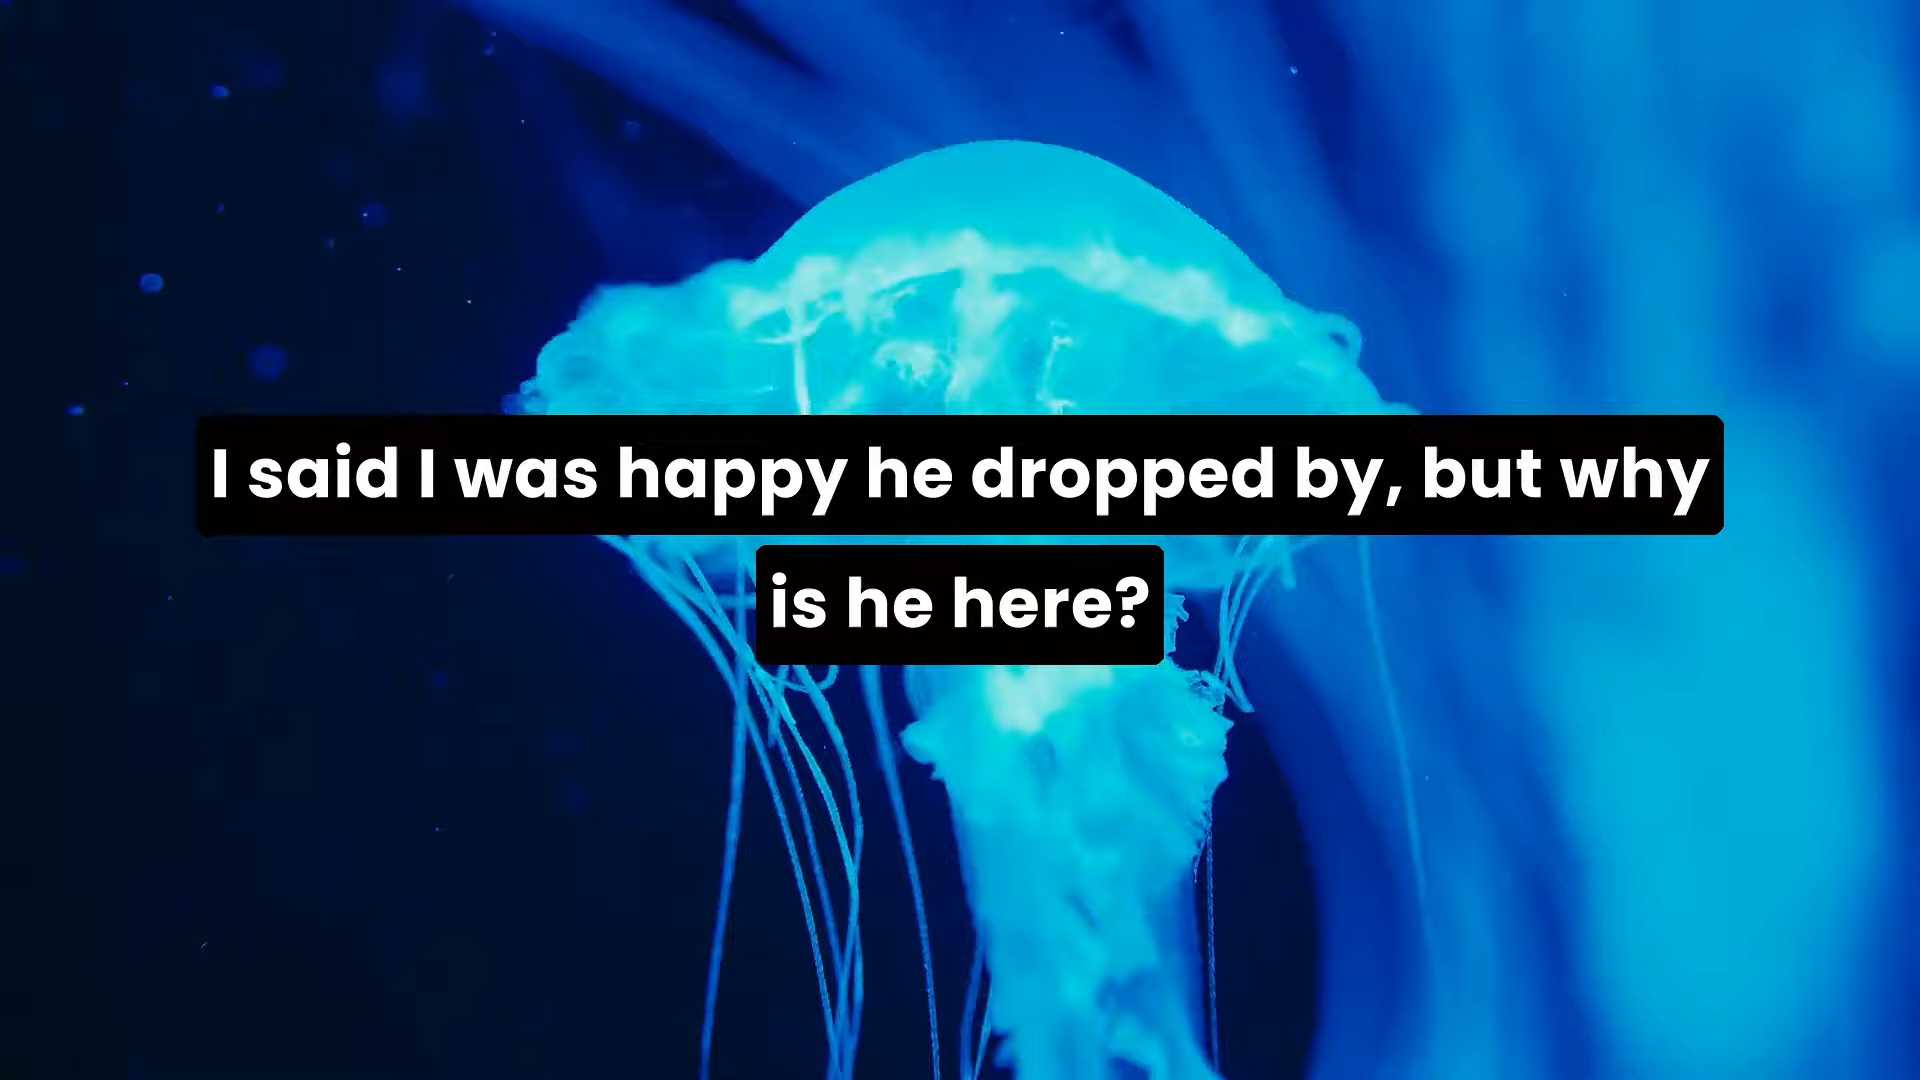 I said I was happy he dropped by, but why
is he here?